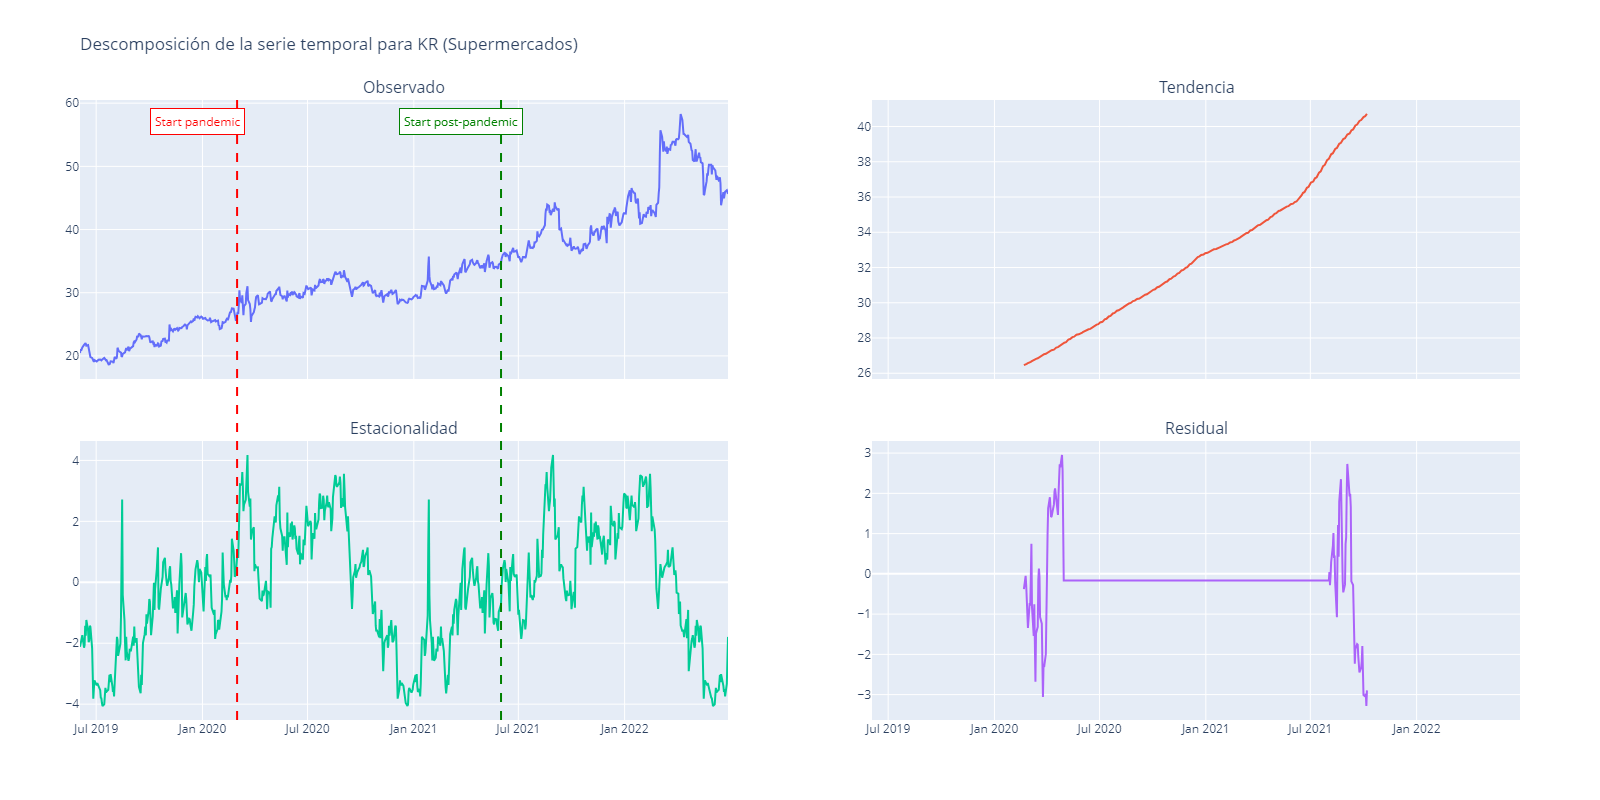 Descomposición de la serie temporal para KR (Supermercados)
Observado
60
50
40
30
20
Start pandemic
Start post-pandemic
Tendencia
40
38
36
34
32
30
28
26
Estacionalidad
4
2
0
−2
−4
Jul 2019
Jan 2020
Jul 2020
Jan 2021
Jul 2021
Jan 2022
Residual
3
2
1
0
−1
−2
−3
Jul 2019
Jan 2020
Jul 2020
Jan 2021
Jul 2021
Jan 2022